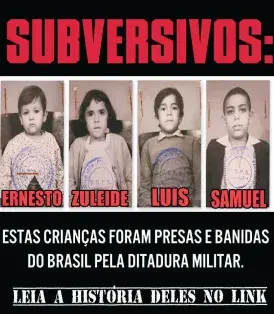 SUBVERSIVOS:
ERNESTO ZULEIDE LUIS SAMUEL
ESTAS CRIANÇAS FORAM PRESAS E BANIDAS
DO BRASIL PELA DITADURA MILITAR.
LEIA A HISTÓRIA DELES NO LINK